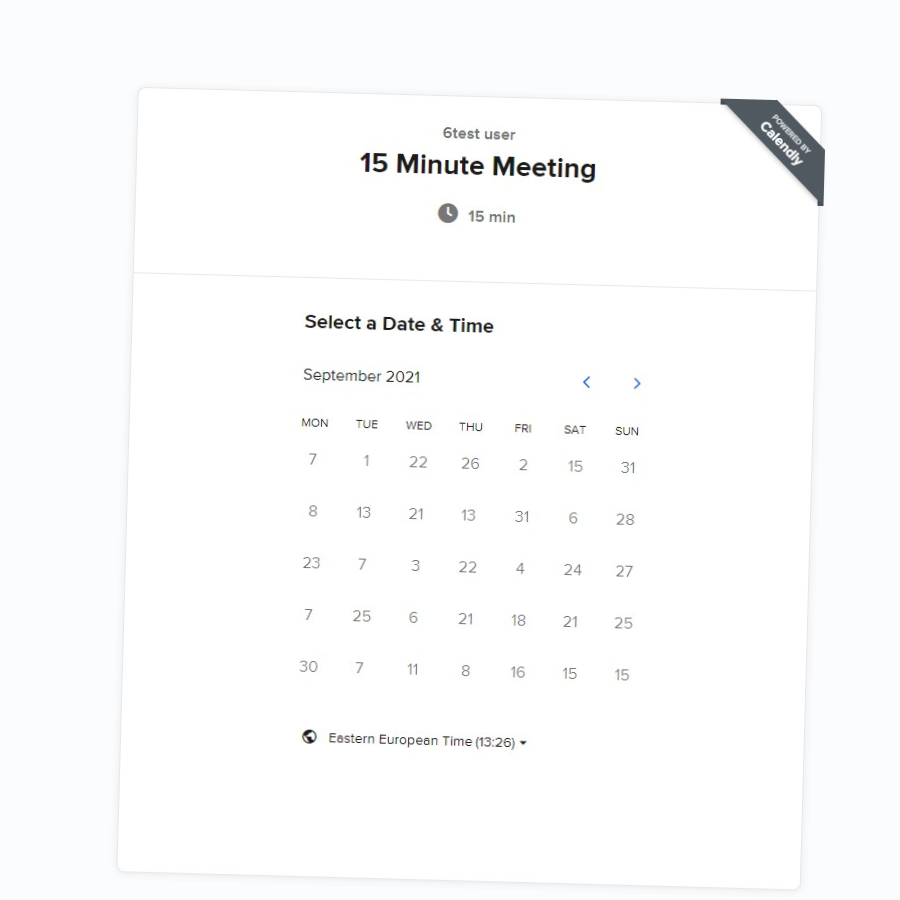 POWERED BY
Calendly
6test user
15 Minute Meeting
15 min
Select a Date & Time
September 2021
MON TUE WED THU FRI SAT SUN
7 1 22 26 2 15 31
8 13 21 13 31 6 28
23 7 3 22 4 24 27
7 25 6 21 18 21 25
30 7 11 8 16 15 15
Eastern European Time (13:26)